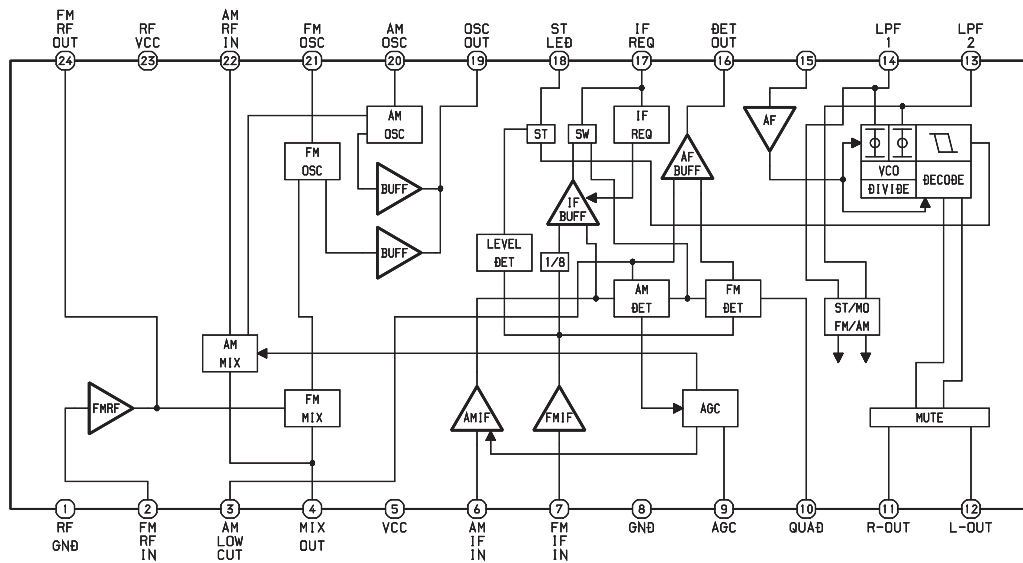 FM RF OUT
RF VCC
AM RF IN
FM OSC
AM OSC
OSC OUT
ST LED
IF REQ
DET OUT
LPF 1
LPF 2
24
23
22
21
20
19
18
17
16
15
14
13
AM OSC
FM OSC
BUFF
BUFF
ST
SW
IF REQ
AF BUFF
AF
VCO
DIVIDE
DECODE
IF BUFF
LEVEL DET
1/8
AM DET
FM DET
ST/MO
FM/AM
AM MIX
FMRF
FM MIX
AMIF
FMIF
AGC
MUTE
1
2
3
4
5
6
7
8
9
10
11
12
RF GND
FM RF IN
AM LOW CUT
MIX OUT
VCC
AM IF IN
FM IF IN
GND
AGC
QUAD
R-OUT
L-OUT